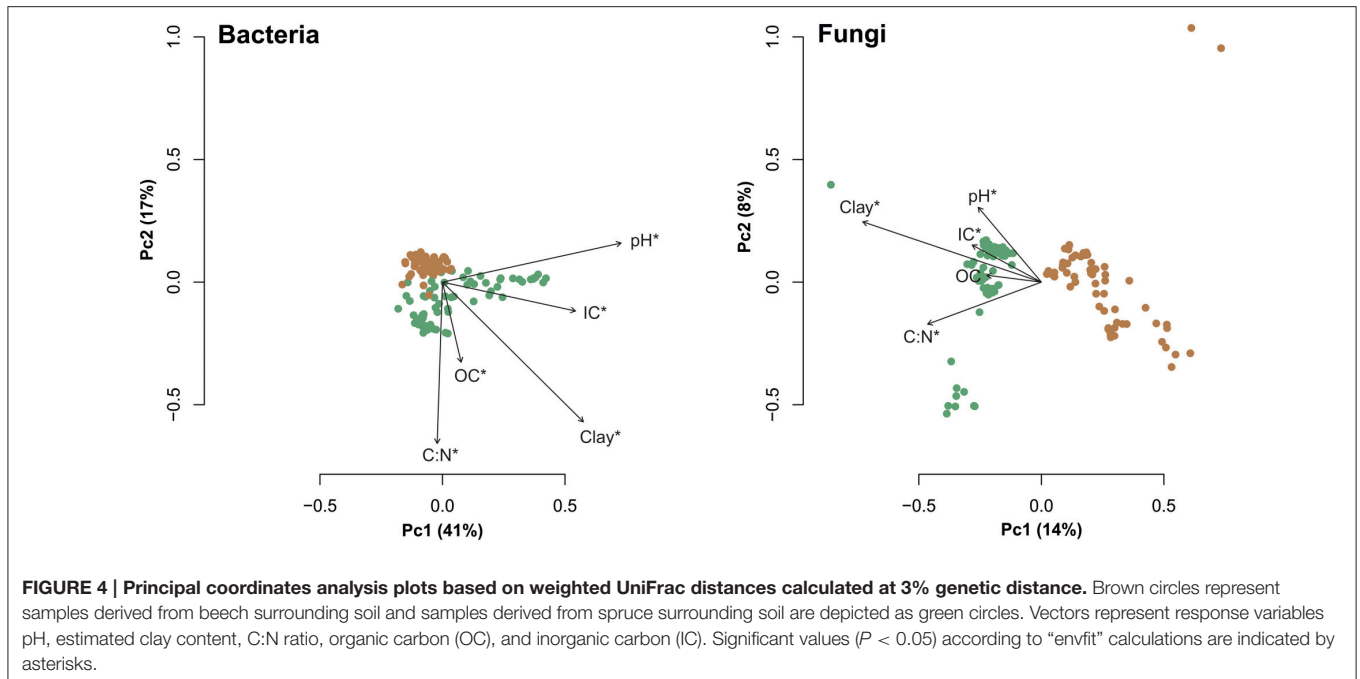 Bacteria
Pc2 (17%)
1.0
0.5
0.0
−0.5
pH*
IC*
OC*
Clay*
C:N*
−0.5
0.0
0.5
Pc1 (41%)
Fungi
Pc2 (8%)
1.0
0.5
0.0
−0.5
pH*
Clay*
IC*
OC
C:N*
−0.5
0.0
0.5
Pc1 (14%)
FIGURE 4 | Principal coordinates analysis plots based on weighted UniFrac distances calculated at 3% genetic distance. Brown circles represent
samples derived from beech surrounding soil and samples derived from spruce surrounding soil are depicted as green circles. Vectors represent response variables
pH, estimated clay content, C:N ratio, organic carbon (OC), and inorganic carbon (IC). Significant values (P < 0.05) according to “envfit” calculations are indicated by
asterisks.